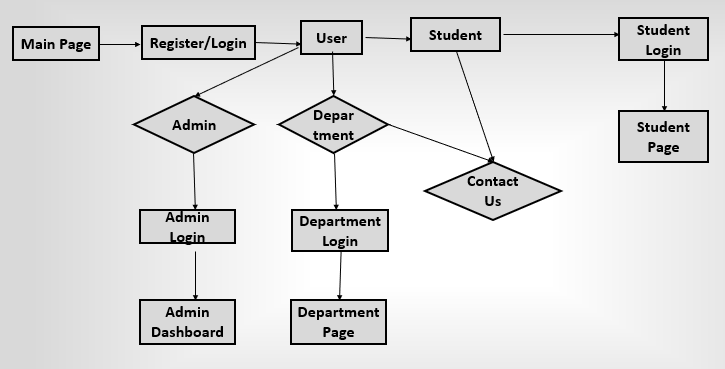 Main Page
Register/Login
User
Student
Student
Login
Admin
Depar
tment
Student
Page
Contact
Us
Admin
Login
Department
Login
Admin
Dashboard
Department
Page